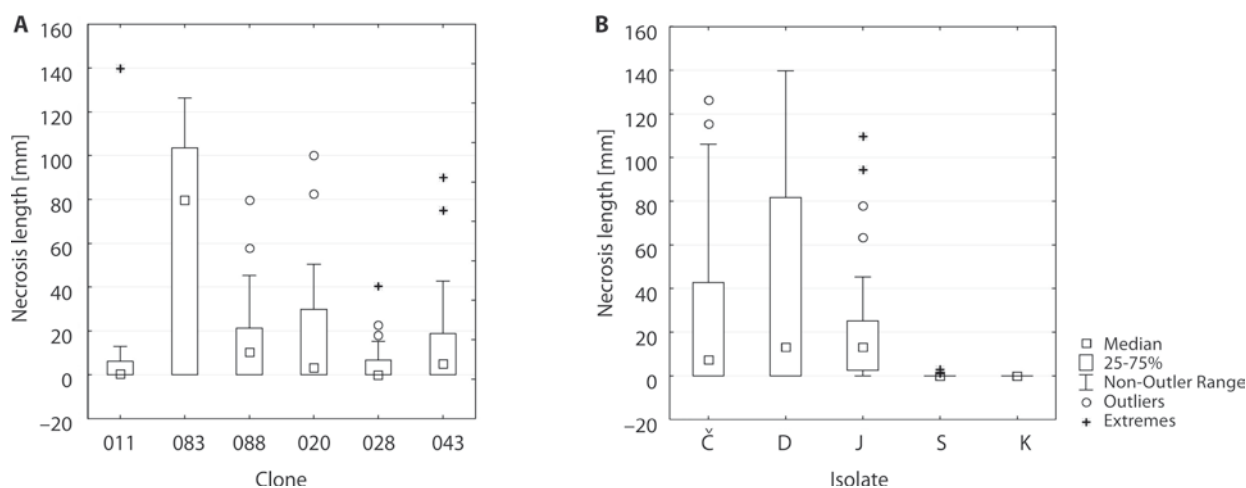 A
Necrosis length [mm]
160
140
120
100
80
60
40
20
0
–20
011 083 088 020 028 043
Clone
B
Necrosis length [mm]
160
140
120
100
80
60
40
20
0
–20
Č D J S K
Isolate
Median
25-75%
Non-Outler Range
Outliers
Extremes